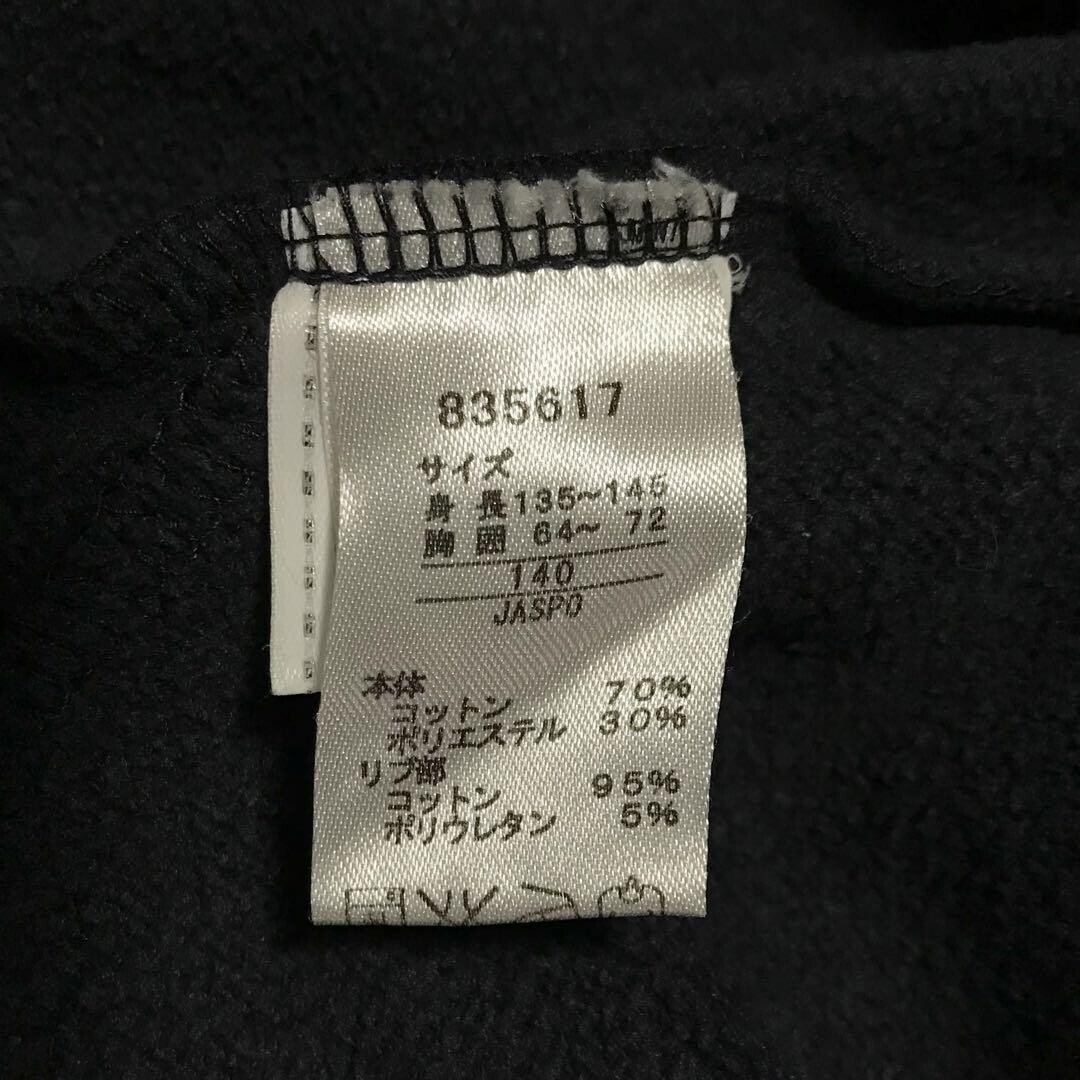 835617
サイズ
身長135~145
胸囲 64~ 72
140
JASPO
本体
コットン 70%
ポリエステル 30%
リブ部
コットン 95%
ポリウレタン 5%